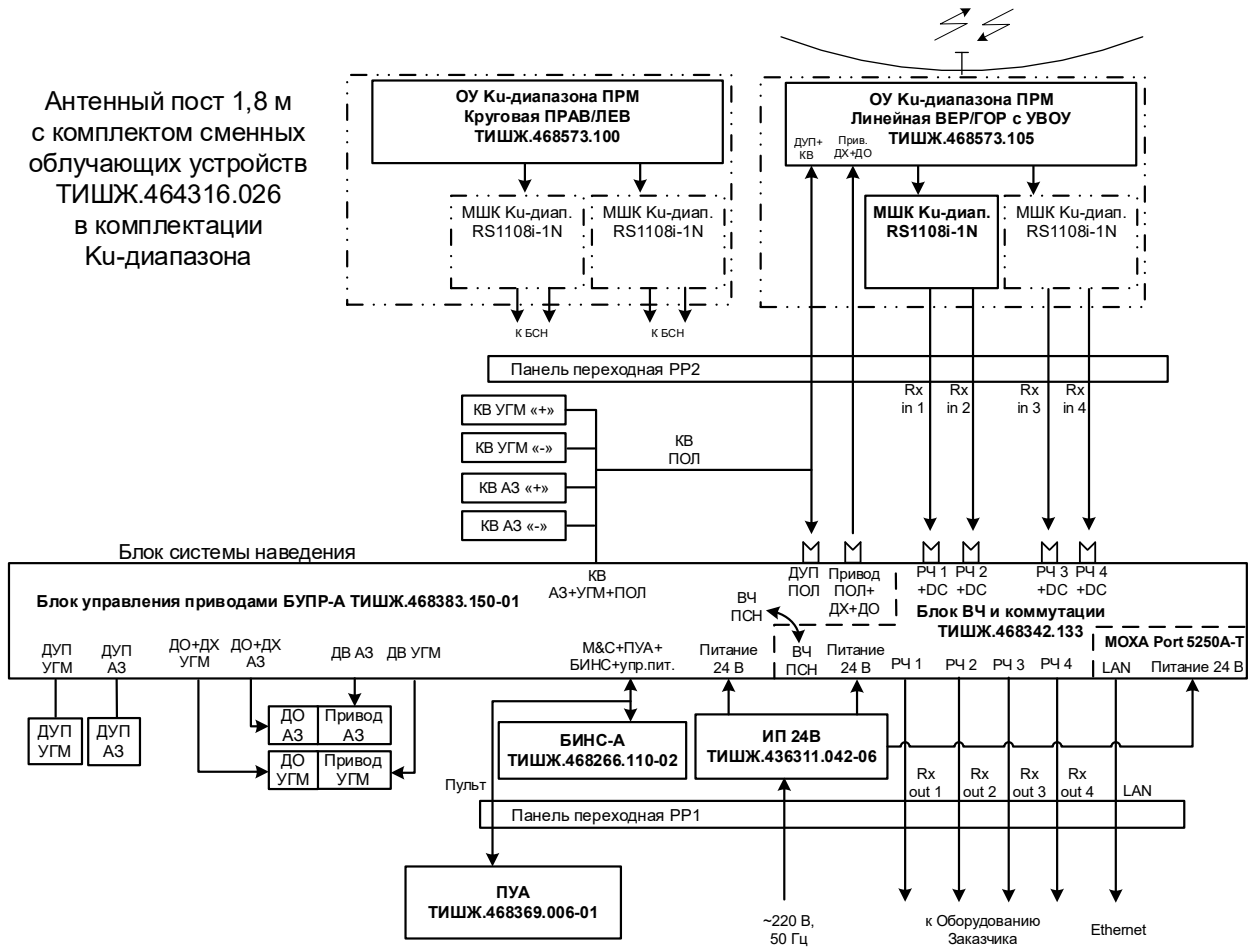 Антенный пост 1,8 м
с комплектом сменных
облучающих устройств
ТИШЖ.464316.026
в комплектации
Ku-диапазона
ОУ Ku-диапазона ПРМ
Круговая ПРАВ/ЛЕВ
ТИШЖ.468573.100
МШК Ku-диап.
RS1108i-1N
МШК Ku-диап.
RS1108i-1N
К БСН
К БСН
ОУ Ku-диапазона ПРМ
Линейная ВЕР/ГОР с УВОУ
ТИШЖ.468573.105
ДУП+
КВ
Прив.
ДХ+ДО
МШК Ku-диап.
RS1108i-1N
МШК Ku-диап.
RS1108i-1N
Панель переходная РР2
Rx
in 1
Rx
in 2
Rx
in 3
Rx
in 4
КВ УГМ «+»
КВ УГМ «-»
КВ АЗ «+»
КВ АЗ «-»
КВ
ПОЛ
Блок системы наведения
КВ
АЗ+УГМ+ПОЛ
ДУП
ПОЛ
Привод
ПОЛ+
ДХ+ДО
РЧ 1
+DC
РЧ 2
+DC
РЧ 3
+DC
РЧ 4
+DC
Блок управления приводами БУПР-А ТИШЖ.468383.150-01
ВЧ
ПСН
Блок ВЧ и коммутации
ТИШЖ.468342.133
MOXA Port 5250A-T
ДУП
УГМ
ДУП
АЗ
ДО+ДХ
УГМ
ДО+ДХ
АЗ
ДВ АЗ
ДВ УГМ
М&С+ПУА+
БИНС+упр.пит.
Питание
24 В
ВЧ
ПСН
Питание
24 В
РЧ 1
РЧ 2
РЧ 3
РЧ 4
LAN
Питание 24 В
ДУП
УГМ
ДУП
АЗ
ДО
АЗ
Привод
АЗ
ДО
УГМ
Привод
УГМ
БИНС-А
ТИШЖ.468266.110-02
ИП 24В
ТИШЖ.436311.042-06
Пульт
Rx
out 1
Rx
out 2
Rx
out 3
Rx
out 4
LAN
Панель переходная РР1
ПУА
ТИШЖ.468369.006-01
~220 В,
50 Гц
к Оборудованию
Заказчика
Ethernet